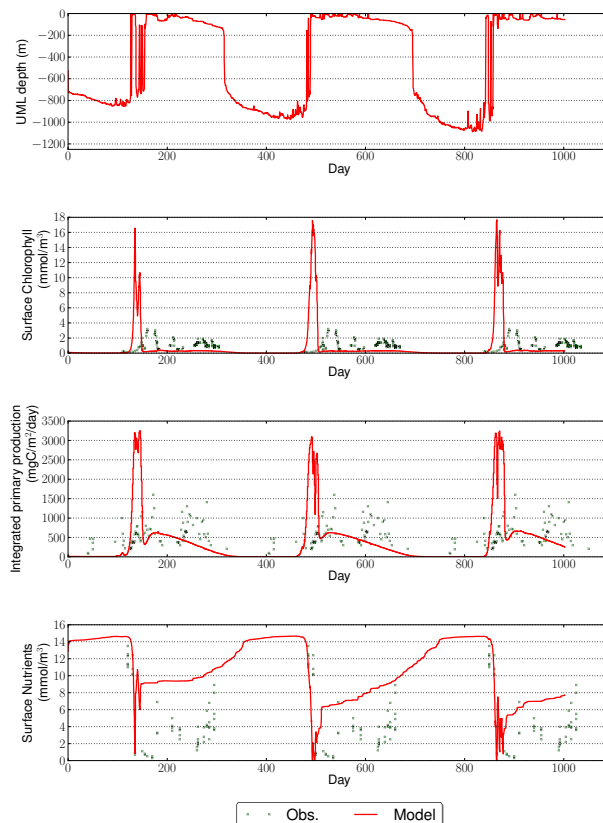 0
−200
−400
−600
−800
−1000
−1200
UML depth (m)
0 200 400 600 800 1000
Day
18
16
14
12
10
8
6
4
2
0
Surface Chlorophyll
(mmol/m³)
0 200 400 600 800 1000
Day
3500
3000
2500
2000
1500
1000
500
0
Integrated primary production
(mgC/m²/day)
0 200 400 600 800 1000
Day
16
14
12
10
8
6
4
2
0
Surface Nutrients
(mmol/m³)
0 200 400 600 800 1000
Day
Obs. Model